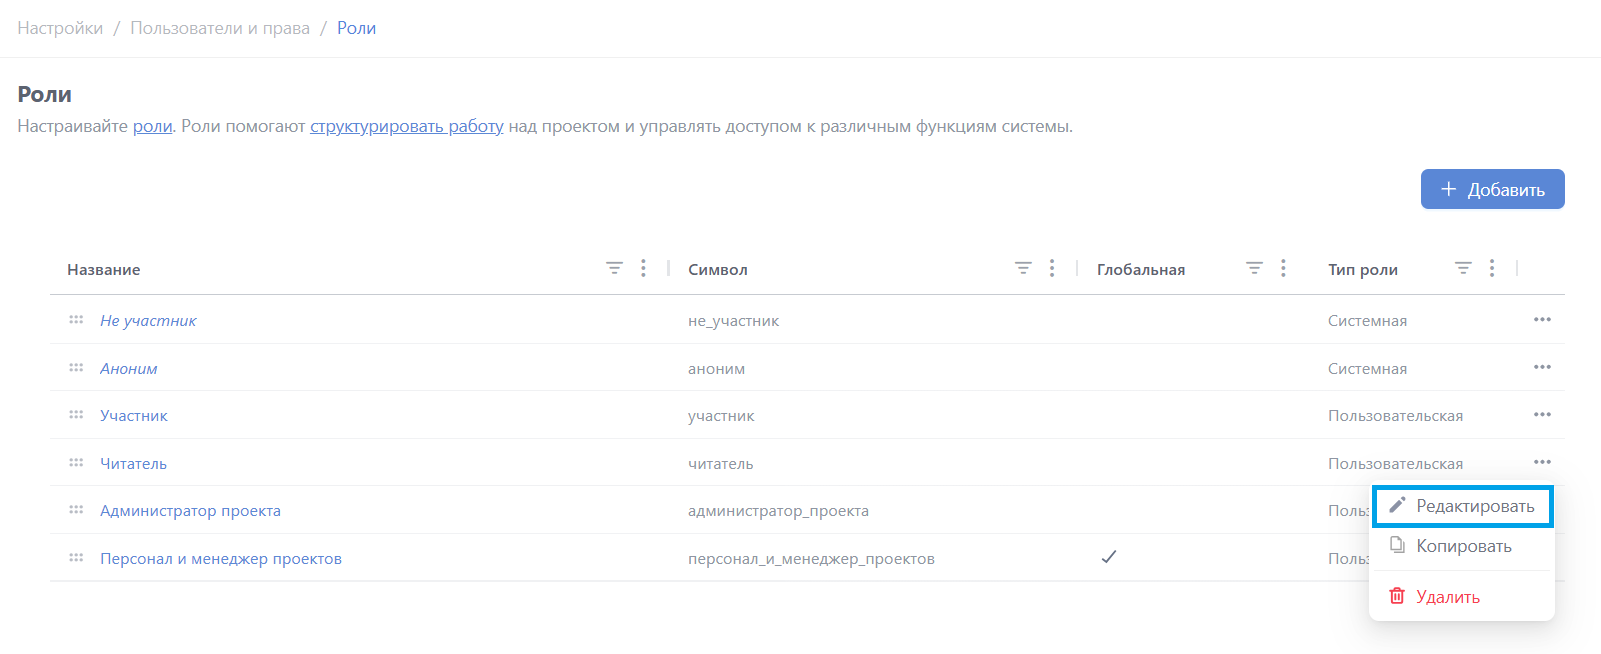 Настройки / Пользователи и права / Роли
Роли
Настраивайте роли. Роли помогают структурировать работу над проектом и управлять доступом к различным функциям системы.
Добавить
Название Символ Глобальная Тип роли
Не участник не_участник Системная
Аноним аноним Системная
Участник участник Пользовательская
Читатель читатель Пользовательская
Администратор проекта администратор_проекта Поль
Редактировать
Копировать
Персонал и менеджер проектов персонал_и_менеджер_проектов Поль
Удалить